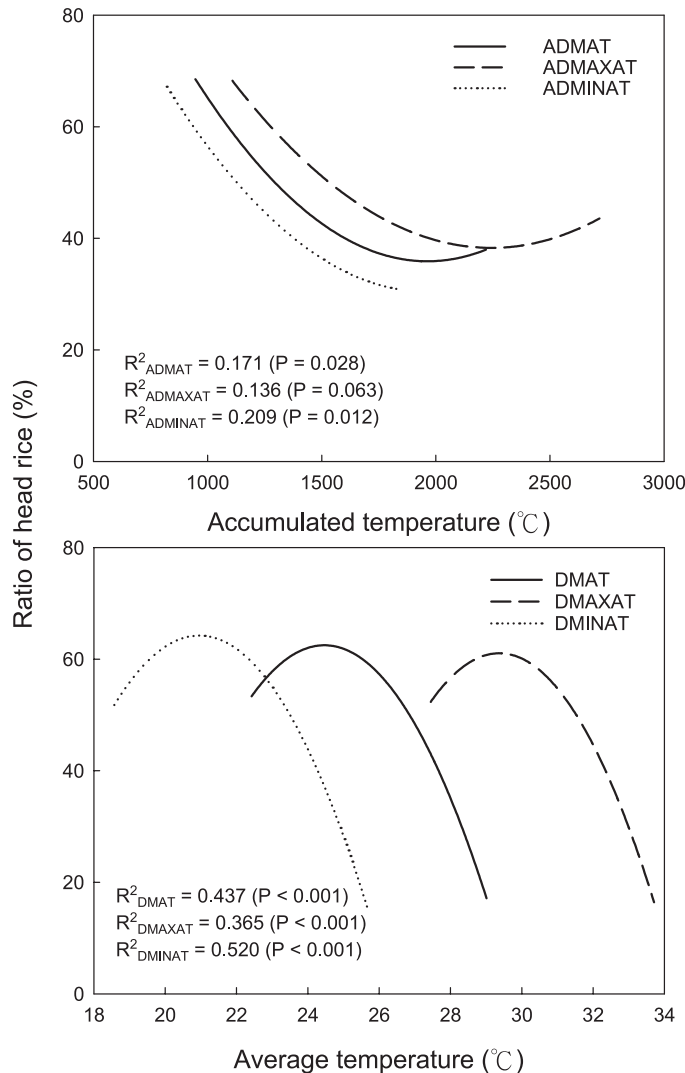 Ratio of head rice (%)
80
60
40
20
0
ADMAT
ADMAXAT
ADMINAT
R²ADMAT = 0.171 (P = 0.028)
R²ADMAXAT = 0.136 (P = 0.063)
R²ADMINAT = 0.209 (P = 0.012)
500 1000 1500 2000 2500 3000
Accumulated temperature (℃)
80
60
40
20
0
DMAT
DMAXAT
DMINAT
R²DMAT = 0.437 (P < 0.001)
R²DMAXAT = 0.365 (P < 0.001)
R²DMINAT = 0.520 (P < 0.001)
18 20 22 24 26 28 30 32 34
Average temperature (℃)